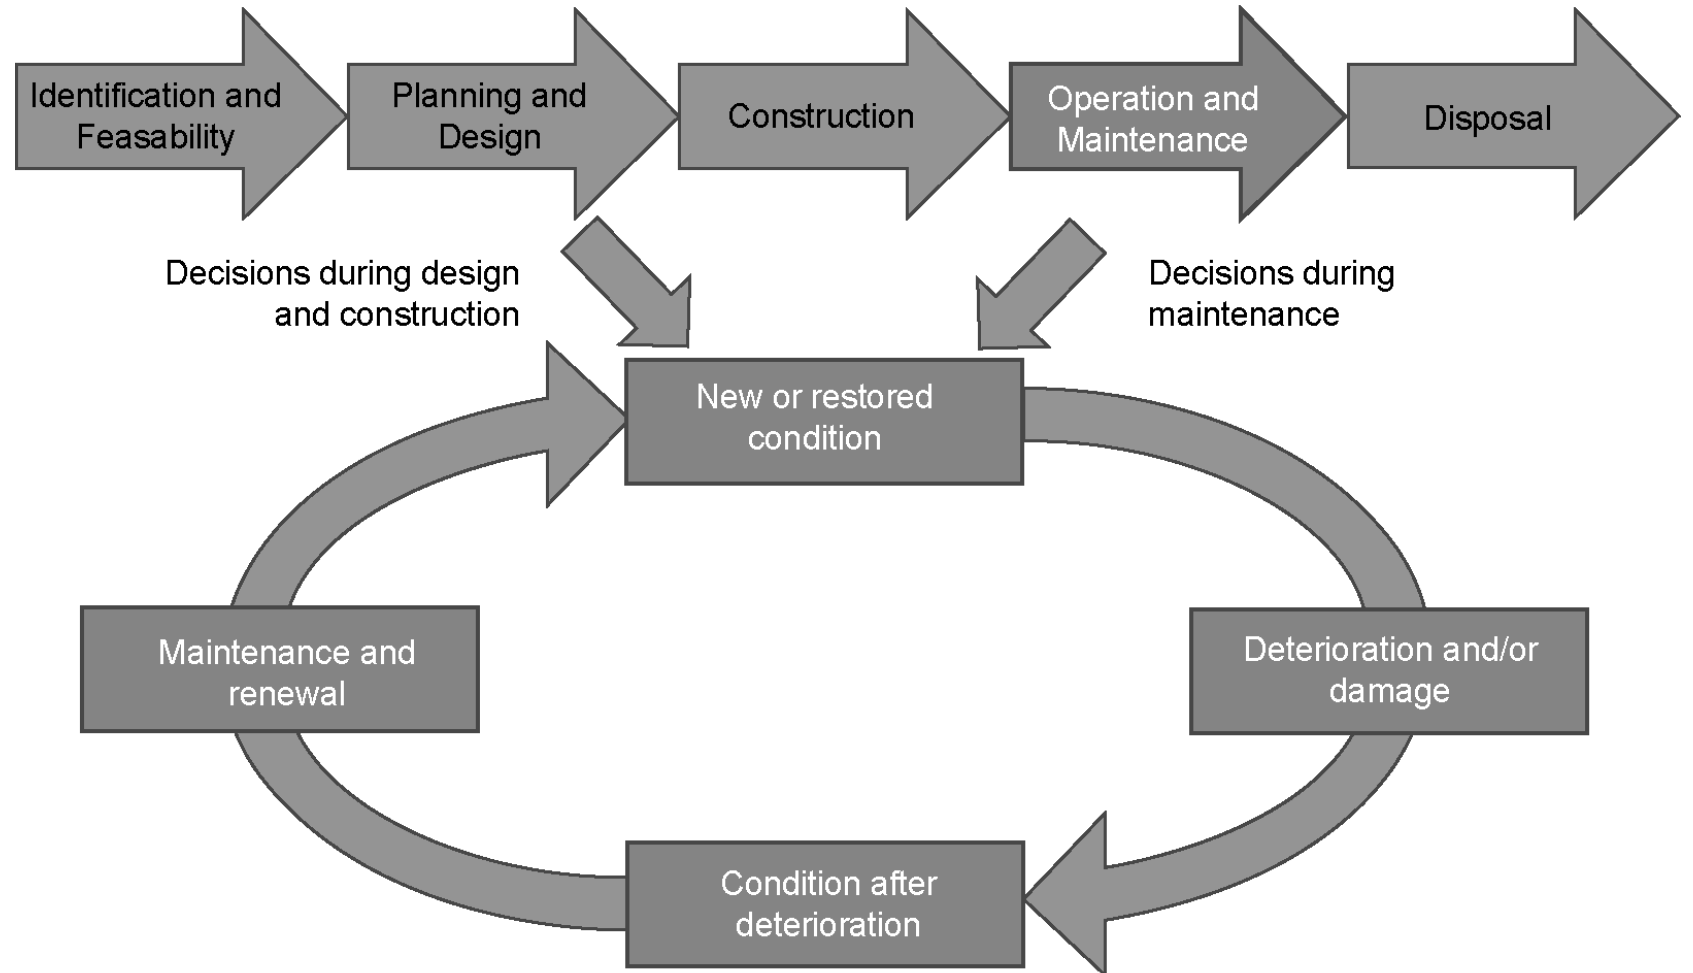 Identification and
Feasability
Planning and
Design
Construction
Operation and
Maintenance
Disposal
Decisions during design
and construction
Decisions during
maintenance
New or restored
condition
Maintenance and
renewal
Deterioration and/or
damage
Condition after
deterioration